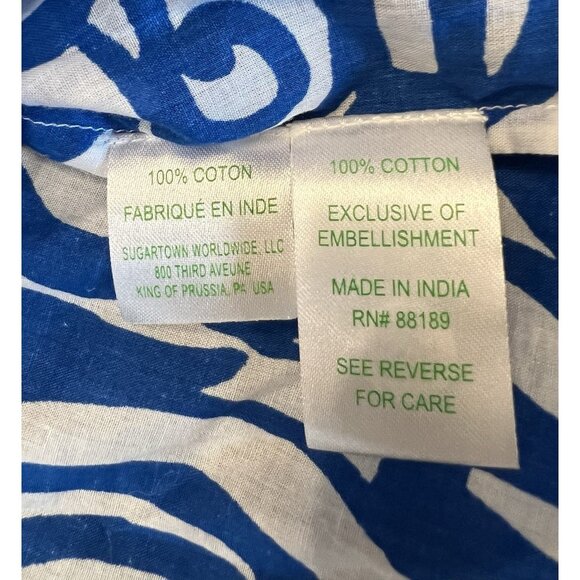 100% COTON
FABRIQUÉ EN INDE
SUGARTOWN WORLDWIDE, LLC
800 THIRD AVEUNE
KING OF PRUSSIA, PA USA
100% COTTON
EXCLUSIVE OF
EMBELLISHMENT
MADE IN INDIA
RN# 88189
SEE REVERSE
FOR CARE